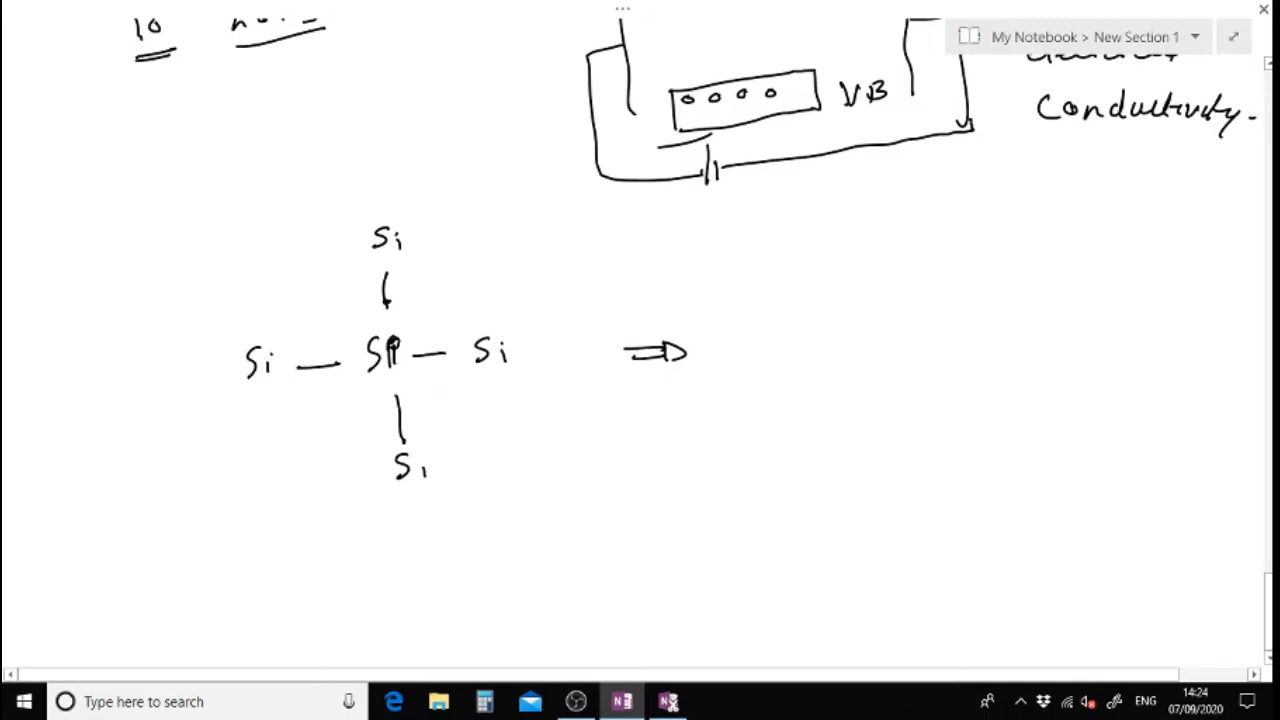 10
My Notebook > New Section 1
VB
Conductivity.
Si
Si — Si — Si
Si
Type here to search
ENG
14:24
07/09/2020